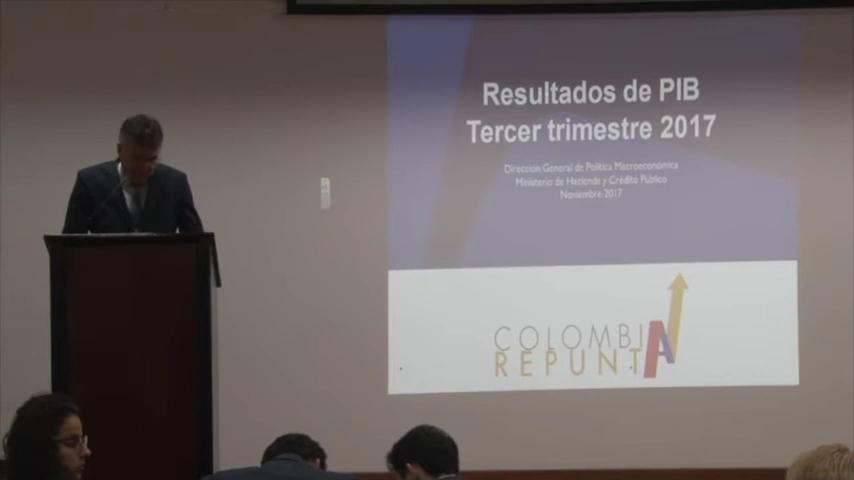 Resultados de PIB
Tercer trimestre 2017
Dirección General de Política Macroeconómica
Ministerio de Hacienda y Crédito Público
Noviembre 2017
COLOMBIA
REPUNTA